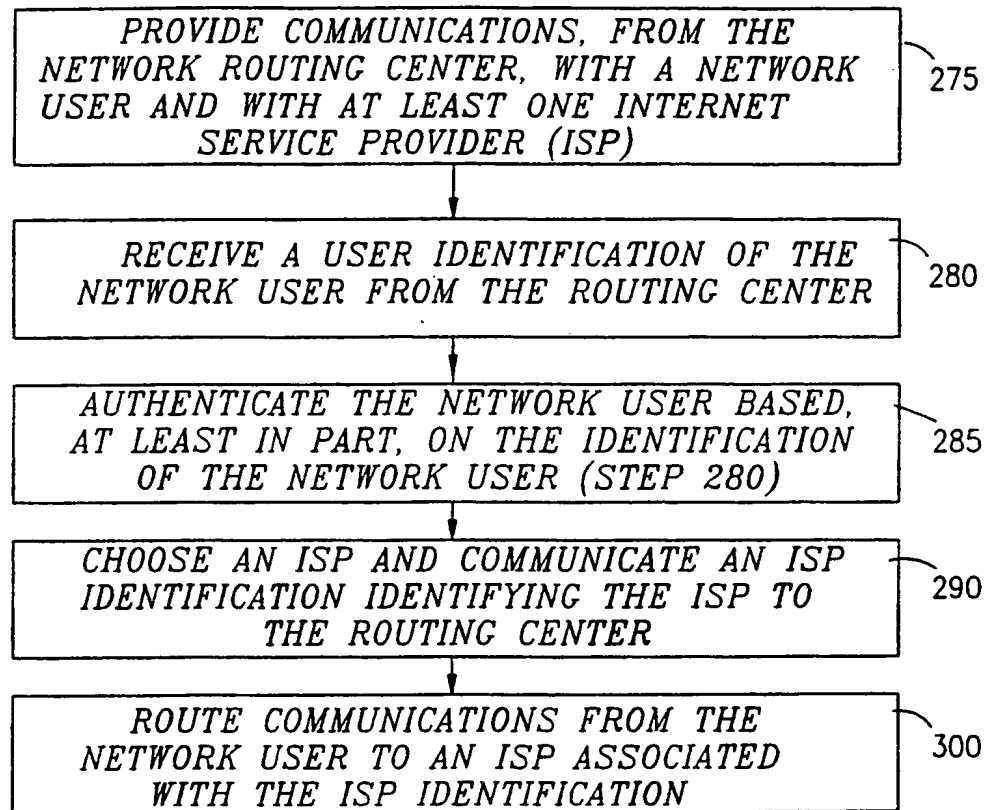 PROVIDE COMMUNICATIONS, FROM THE
NETWORK ROUTING CENTER, WITH A NETWORK
USER AND WITH AT LEAST ONE INTERNET
SERVICE PROVIDER (ISP)
275
RECEIVE A USER IDENTIFICATION OF THE
NETWORK USER FROM THE ROUTING CENTER
280
AUTHENTICATE THE NETWORK USER BASED,
AT LEAST IN PART, ON THE IDENTIFICATION
OF THE NETWORK USER (STEP 280)
285
CHOOSE AN ISP AND COMMUNICATE AN ISP
IDENTIFICATION IDENTIFYING THE ISP TO
THE ROUTING CENTER
290
ROUTE COMMUNICATIONS FROM THE
NETWORK USER TO AN ISP ASSOCIATED
WITH THE ISP IDENTIFICATION
300